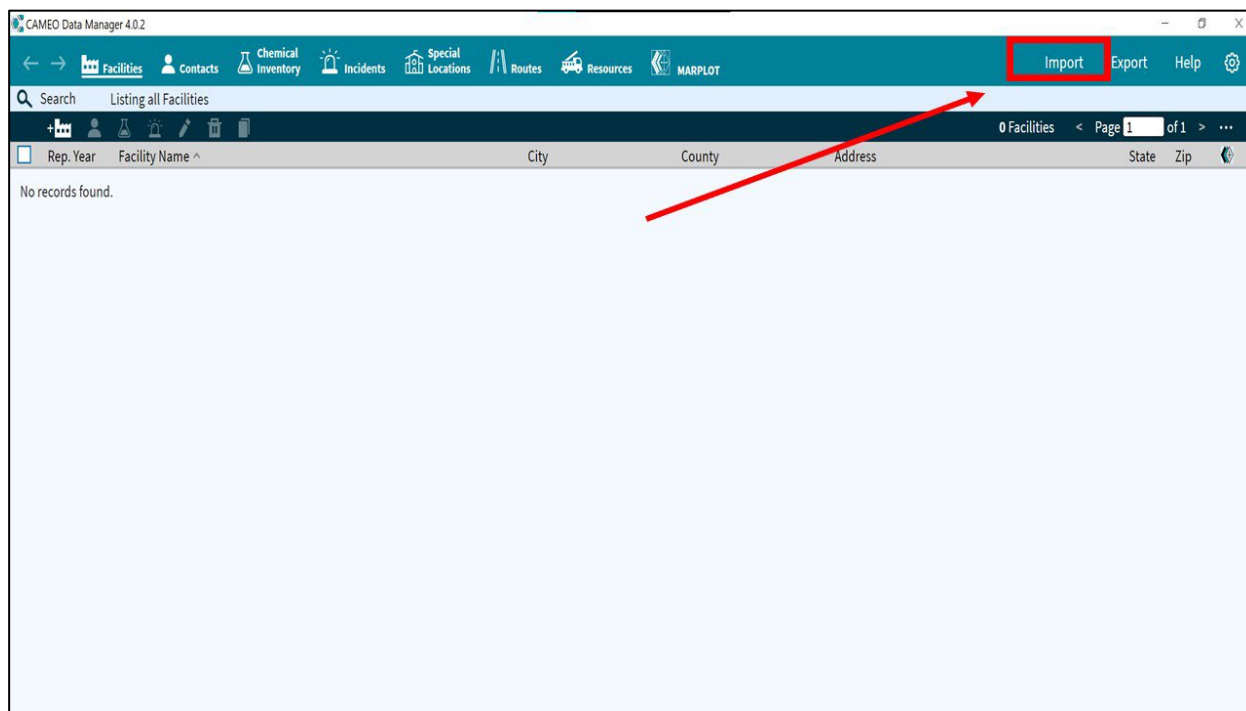 CAMEO Data Manager 4.0.2
Facilities Contacts Chemical Inventory Incidents Special Locations Routes Resources MARPLOT Import Export Help
Search Listing all Facilities
0 Facilities < Page 1 of 1 > ...
Rep. Year Facility Name ^ City County Address State Zip
No records found.